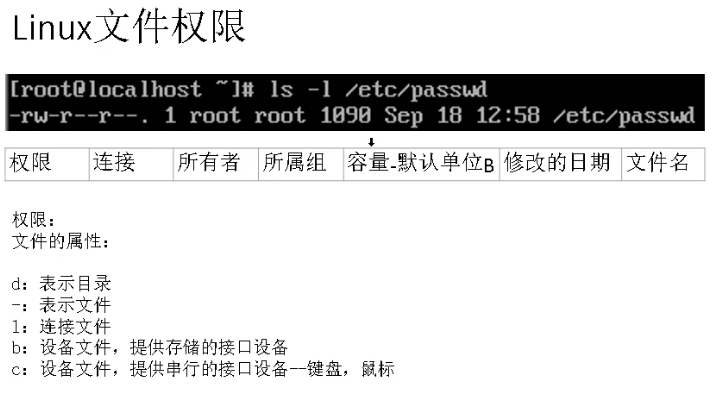 Linux文件权限
[root@localhost ~]# ls -l /etc/passwd
-rw-r--r--. 1 root root 1090 Sep 18 12:58 /etc/passwd
权限 连接 所有者 所属组 容量-默认单位B 修改的日期 文件名
权限：
文件的属性：
d：表示目录
-：表示文件
l：连接文件
b：设备文件，提供存储的接口设备
c：设备文件，提供串行的接口设备--键盘，鼠标